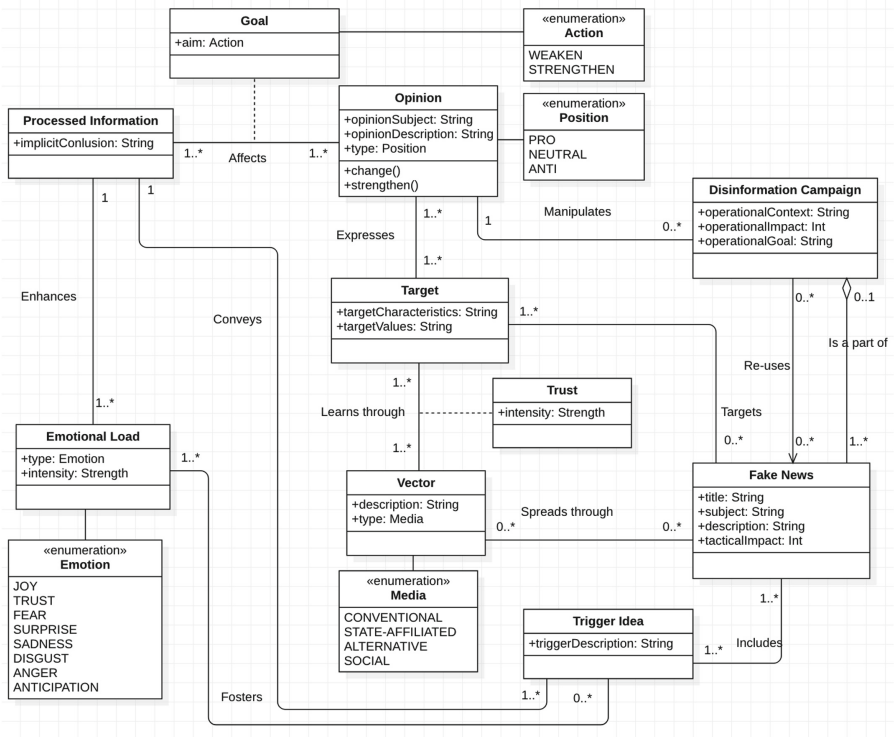 Goal
+aim: Action
«enumeration»
Action
WEAKEN
STRENGTHEN
Processed Information
+implicitConlusion: String
1..*
Affects
1..*
Opinion
+opinionSubject: String
+opinionDescription: String
+type: Position
+change()
+strengthen()
«enumeration»
Position
PRO
NEUTRAL
ANTI
Disinformation Campaign
+operationalContext: String
+operationalImpact: Int
+operationalGoal: String
1
1
1..*
Expresses
1..*
1
Manipulates
0..*
Enhances
Conveys
1..*
Target
+targetCharacteristics: String
+targetValues: String
1..*
0..*
0..1
Is a part of
Re-uses
Targets
0..*
0..*
1..*
1..*
Learns through
1..*
Trust
+intensity: Strength
Emotional Load
+type: Emotion
+intensity: Strength
1..*
Vector
+description: String
+type: Media
0..*
Spreads through
0..*
Fake News
+title: String
+subject: String
+description: String
+tacticalImpact: Int
«enumeration»
Emotion
JOY
TRUST
FEAR
SURPRISE
SADNESS
DISGUST
ANGER
ANTICIPATION
«enumeration»
Media
CONVENTIONAL
STATE-AFFILIATED
ALTERNATIVE
SOCIAL
1..*
Trigger Idea
+triggerDescription: String
1..*
Includes
Fosters
1..*
0..*